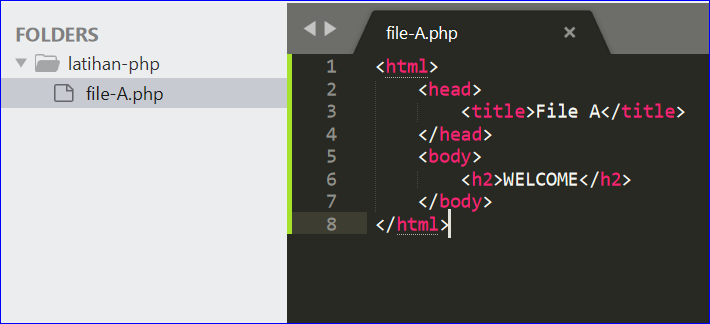 FOLDERS
latihan-php
file-A.php
file-A.php
1 <html>
2 <head>
3 <title>File A</title>
4 </head>
5 <body>
6 <h2>WELCOME</h2>
7 </body>
8 </html>